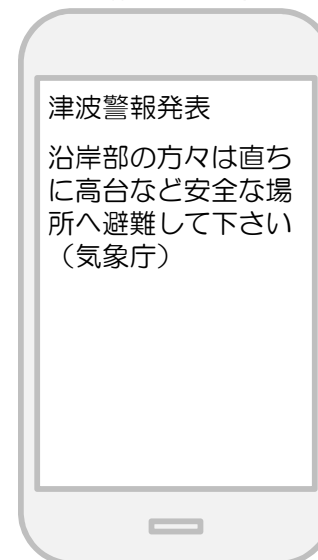 津波警報発表
沿岸部の方々は直ち
に高台など安全な場
所へ避難して下さい
（気象庁）